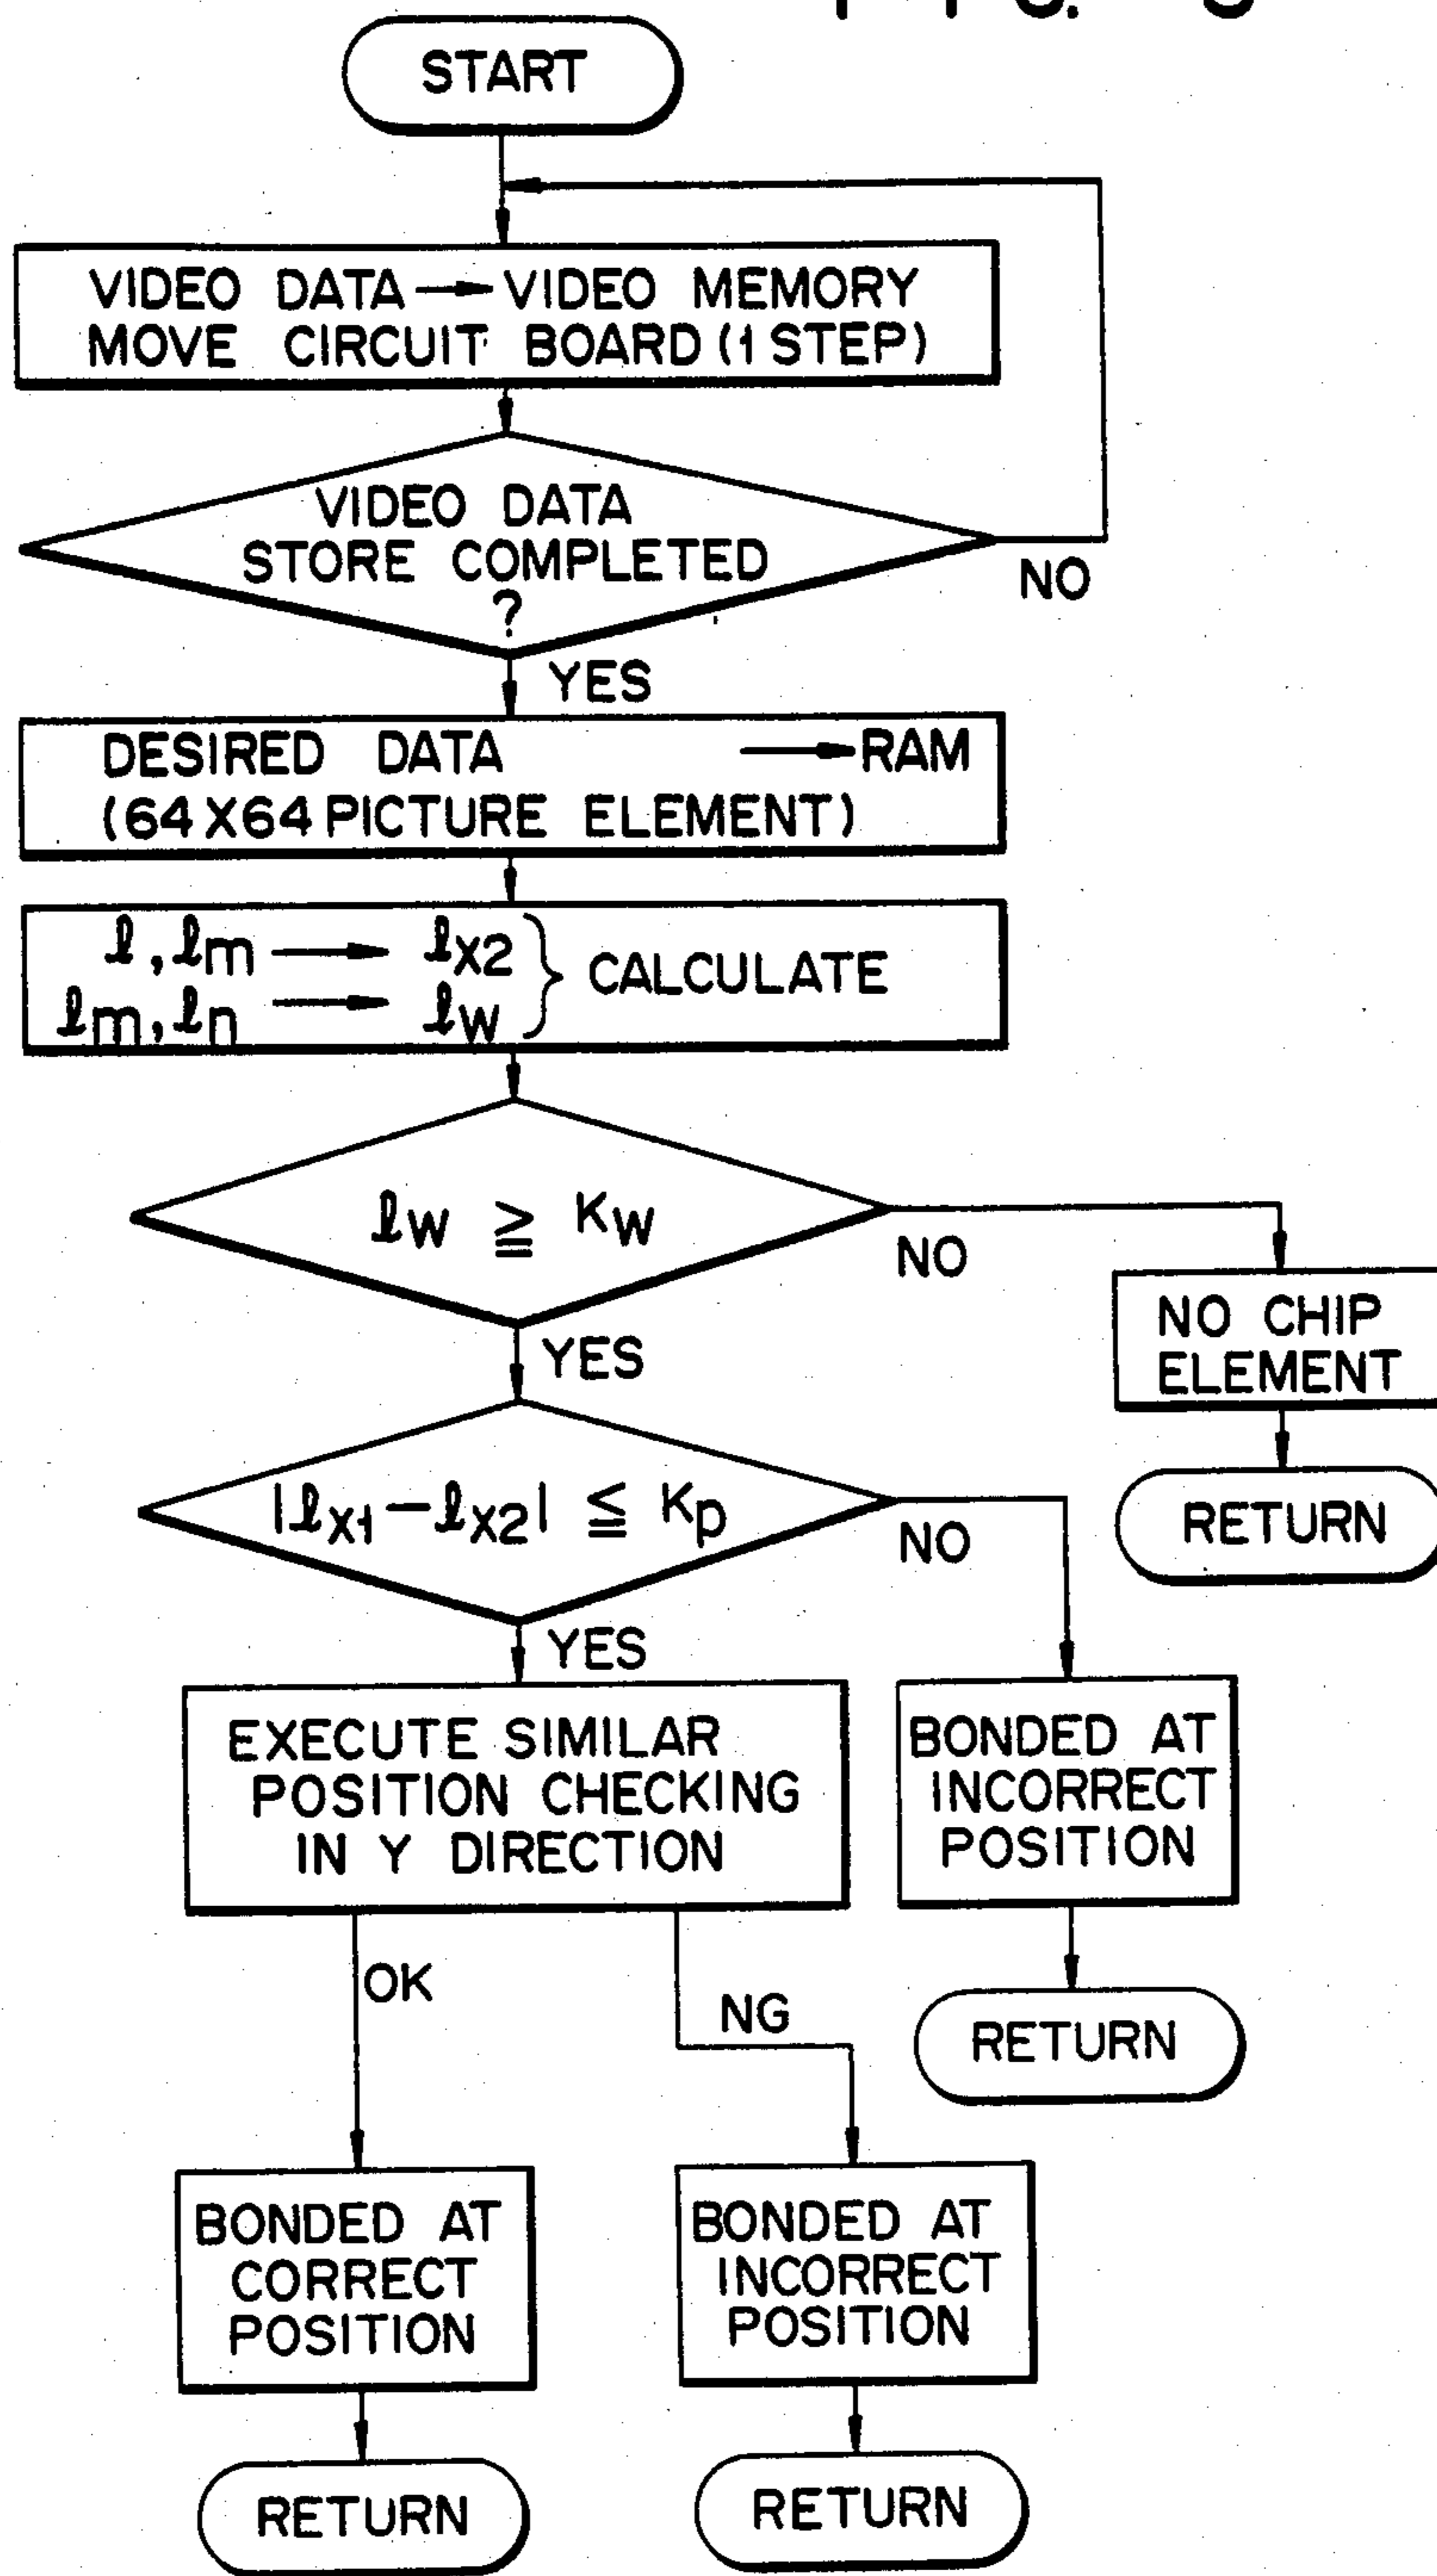 START
VIDEO DATA → VIDEO MEMORY
MOVE CIRCUIT BOARD (1 STEP)
VIDEO DATA
STORE COMPLETED
?
NO
YES
DESIRED DATA → RAM
(64X64 PICTURE ELEMENT)
ℓ, ℓm → ℓx2
ℓm, ℓn → ℓw
} CALCULATE
ℓw ≧ Kw
NO
YES
NO CHIP
ELEMENT
RETURN
|ℓx1 − ℓx2| ≦ Kp
NO
YES
EXECUTE SIMILAR
POSITION CHECKING
IN Y DIRECTION
BONDED AT
INCORRECT
POSITION
RETURN
OK
NG
BONDED AT
CORRECT
POSITION
RETURN
BONDED AT
INCORRECT
POSITION
RETURN